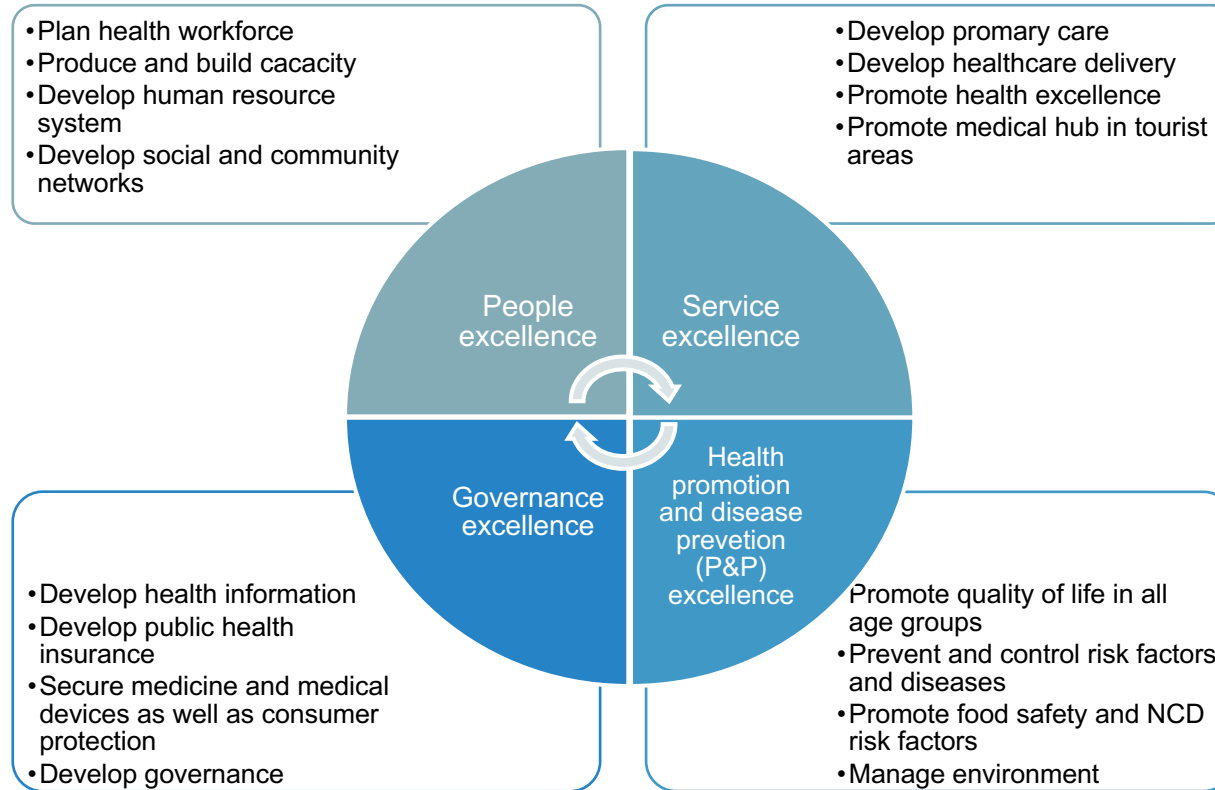 •Plan health workforce
•Produce and build cacacity
•Develop human resource
system
•Develop social and community
networks
•Develop promary care
•Develop healthcare delivery
•Promote health excellence
•Promote medical hub in tourist
areas
People
excellence
Service
excellence
Governance
excellence
Health
promotion
and disease
prevetion
(P&P)
excellence
•Develop health information
•Develop public health
insurance
•Secure medicine and medical
devices as well as consumer
protection
•Develop governance
Promote quality of life in all
age groups
•Prevent and control risk factors
and diseases
•Promote food safety and NCD
risk factors
•Manage environment